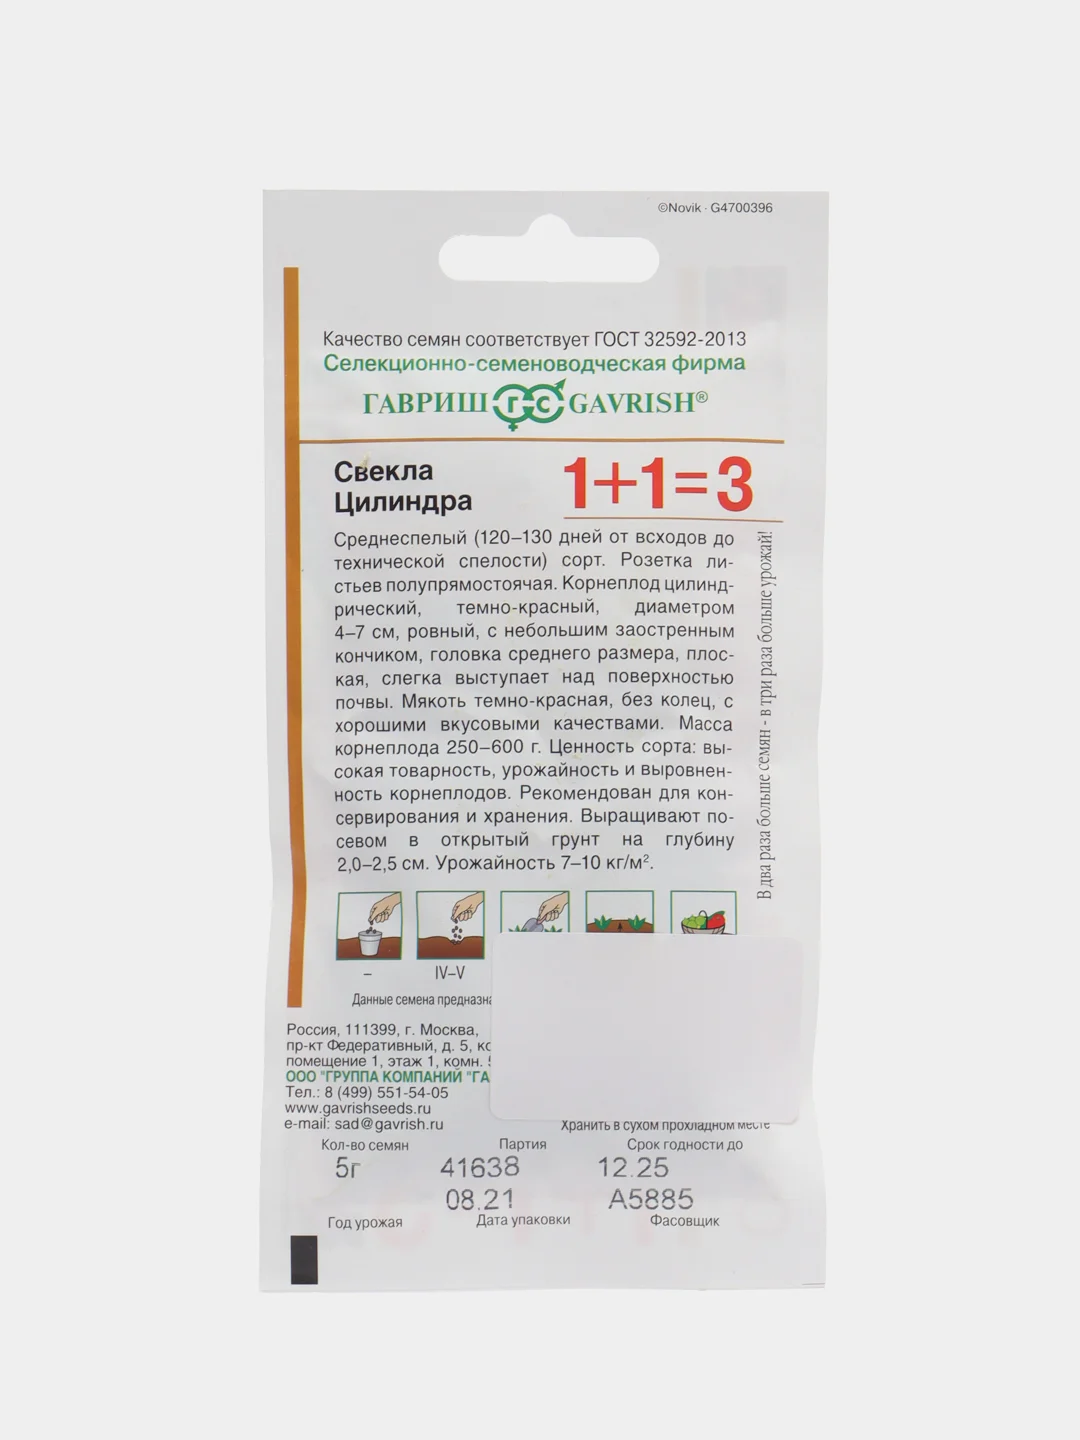 ©Novik · G4700396
Качество семян соответствует ГОСТ 32592-2013
Селекционно-семеноводческая фирма
ГАВРИШ ГС GAVRISH®
Свекла
Цилиндра
1+1=3
Среднеспелый (120–130 дней от всходов до
технической спелости) сорт. Розетка ли-
стьев полупрямостоячая. Корнеплод цилинд-
рический, темно-красный, диаметром
4–7 см, ровный, с небольшим заостренным
кончиком, головка среднего размера, плос-
кая, слегка выступает над поверхностью
почвы. Мякоть темно-красная, без колец, с
хорошими вкусовыми качествами. Масса
корнеплода 250–600 г. Ценность сорта: вы-
сокая товарность, урожайность и выровнен-
ность корнеплодов. Рекомендован для кон-
сервирования и хранения. Выращивают по-
севом в открытый грунт на глубину
2,0–2,5 см. Урожайность 7–10 кг/м².
В два раза больше семян - в три раза больше урожай!
– IV–V
Данные семена
Россия, 111399, г. Москва,
пр-кт Федеративный, д. 5,
помещение 1, этаж 1, комн.
ООО "ГРУППА КОМПАНИЙ
Тел.: 8 (499) 551-54-05
www.gavrishseeds.ru
e-mail: sad@gavrish.ru
Хранить в сухом прохладном месте
Кол-во семян Партия Срок годности до
5г 41638 12.25
08.21 А5885
Год урожая Дата упаковки Фасовщик